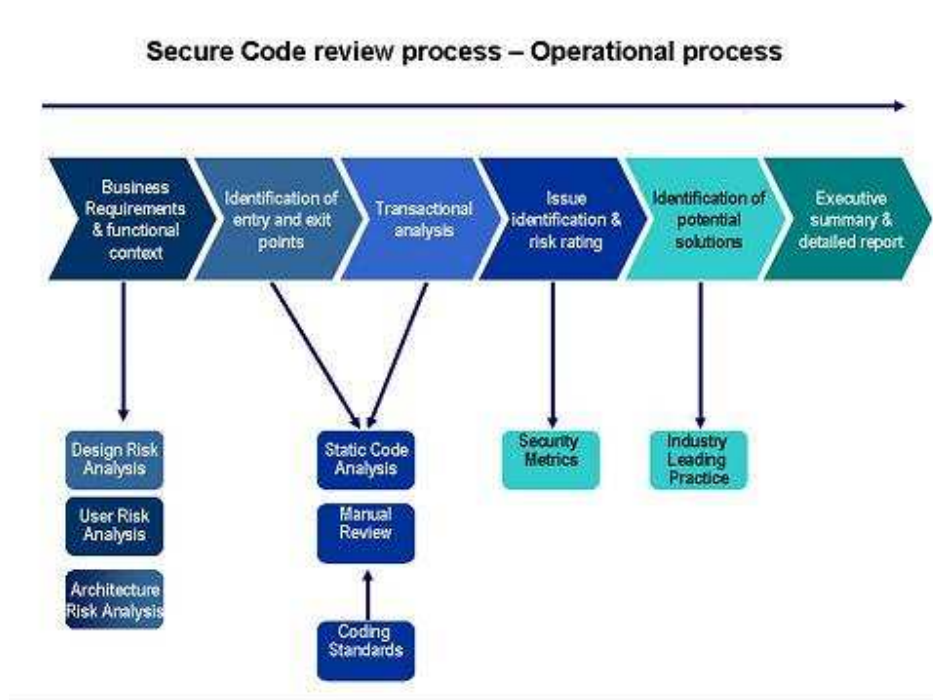 Secure Code review process – Operational process
Business
Requirements
& functional
context
Identification of
entry and exit
points
Transactional
analysis
Issue
identification &
risk rating
Identification of
potential
solutions
Executive
summary &
detailed report
Design Risk
Analysis
User Risk
Analysis
Architecture
Risk Analysis
Static Code
Analysis
Manual
Review
Coding
Standards
Security
Metrics
Industry
Leading
Practice